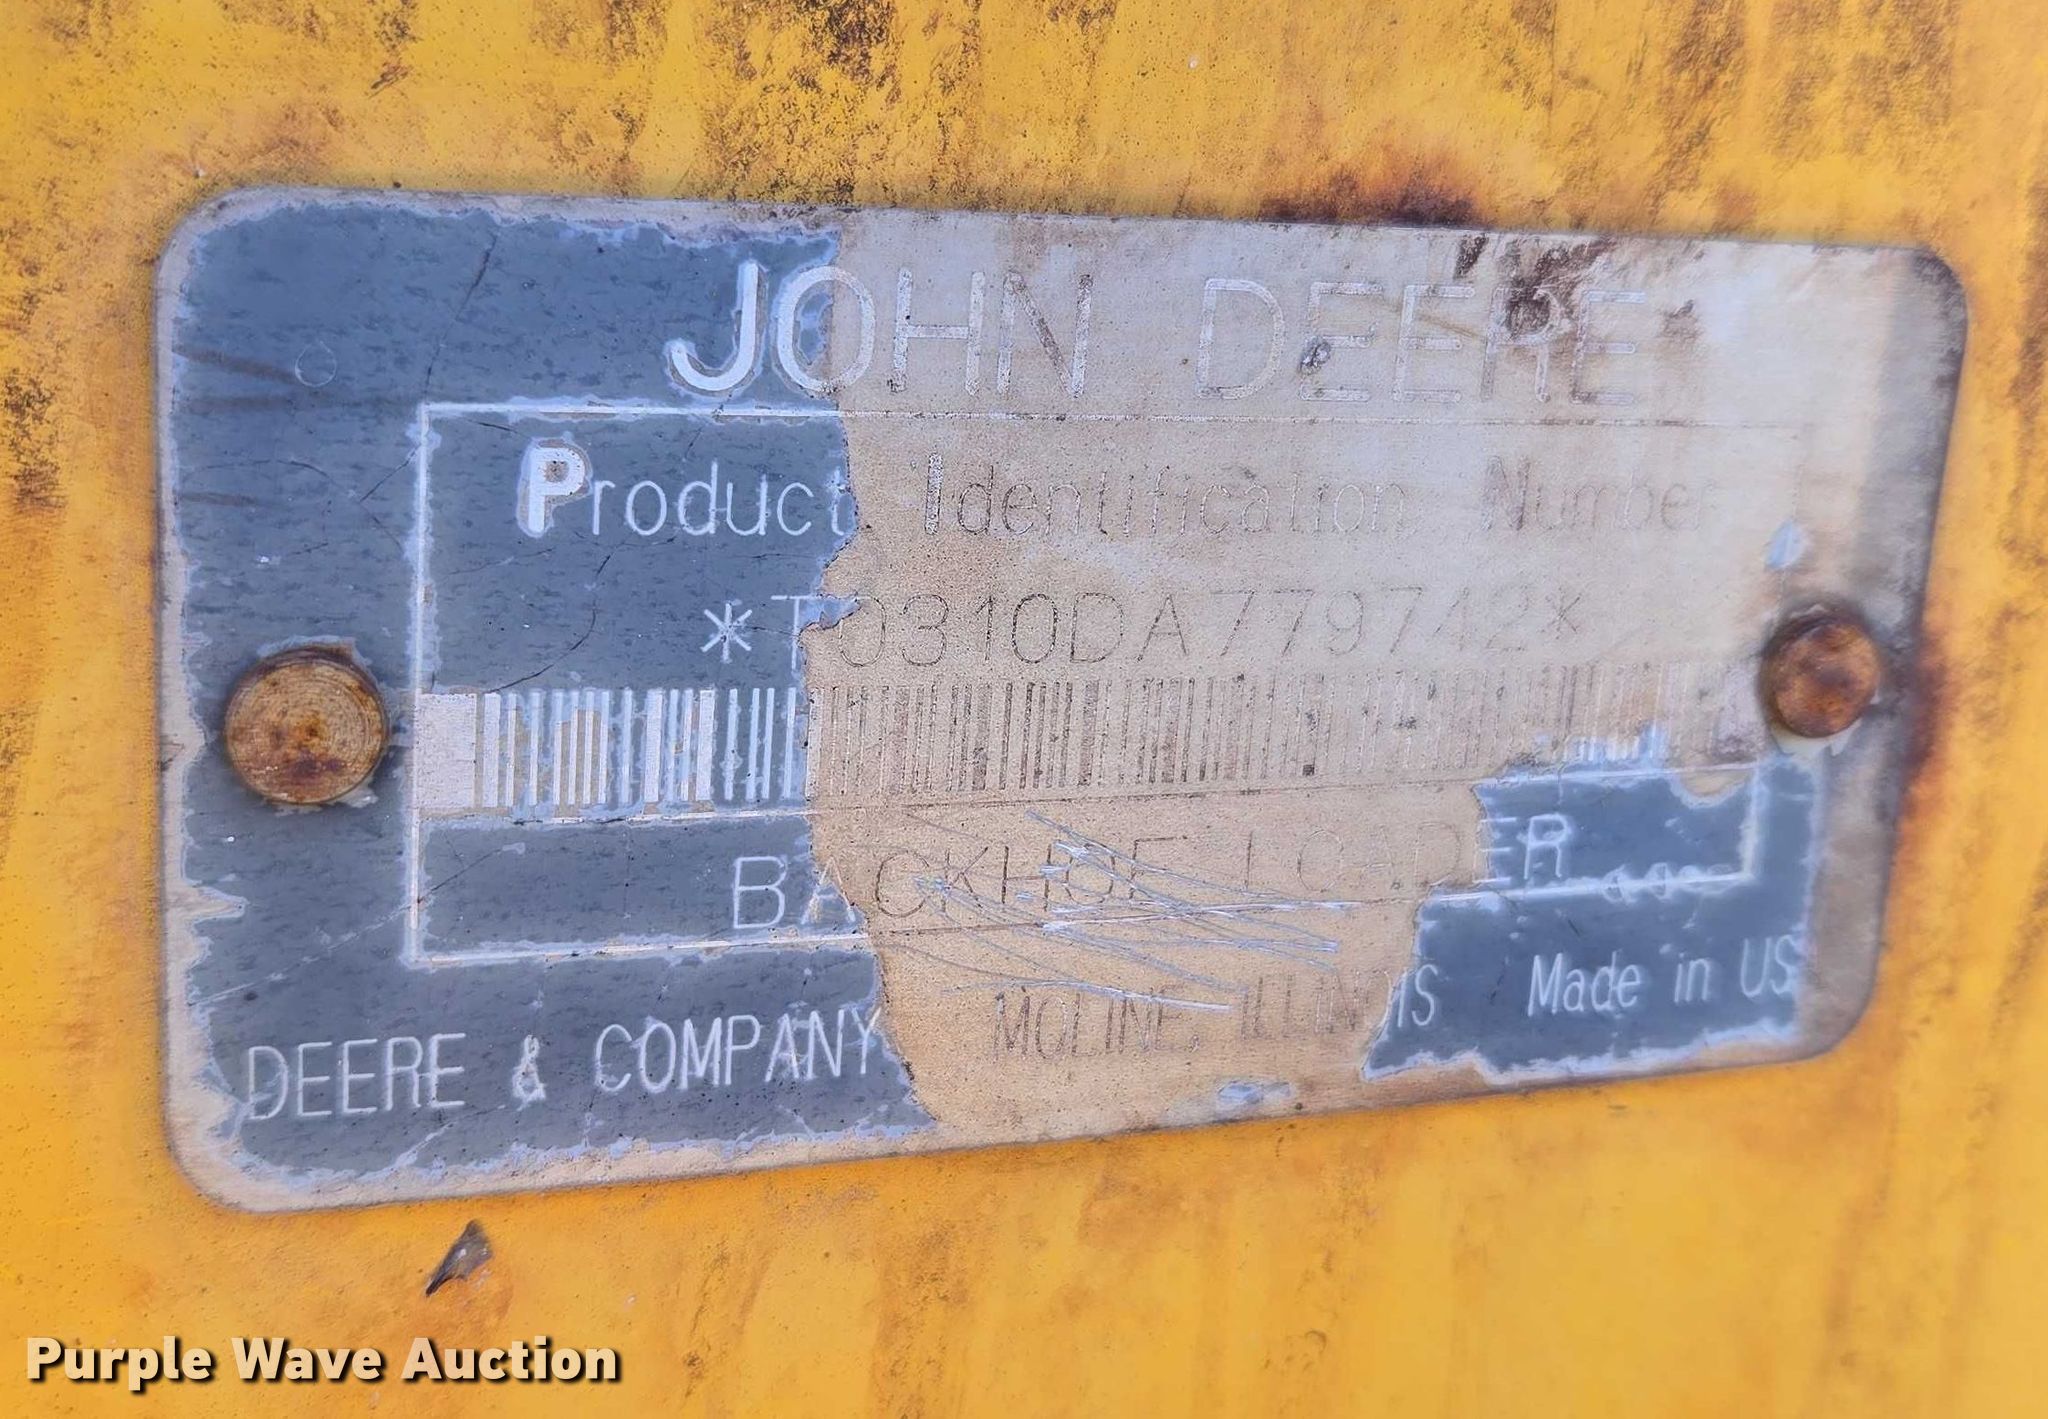 JOHN DEERE
Product Identification Number
*T0310DA779742*
BACKHOE LOADER
DEERE & COMPANY MOLINE, ILLINOIS Made in US
Purple Wave Auction